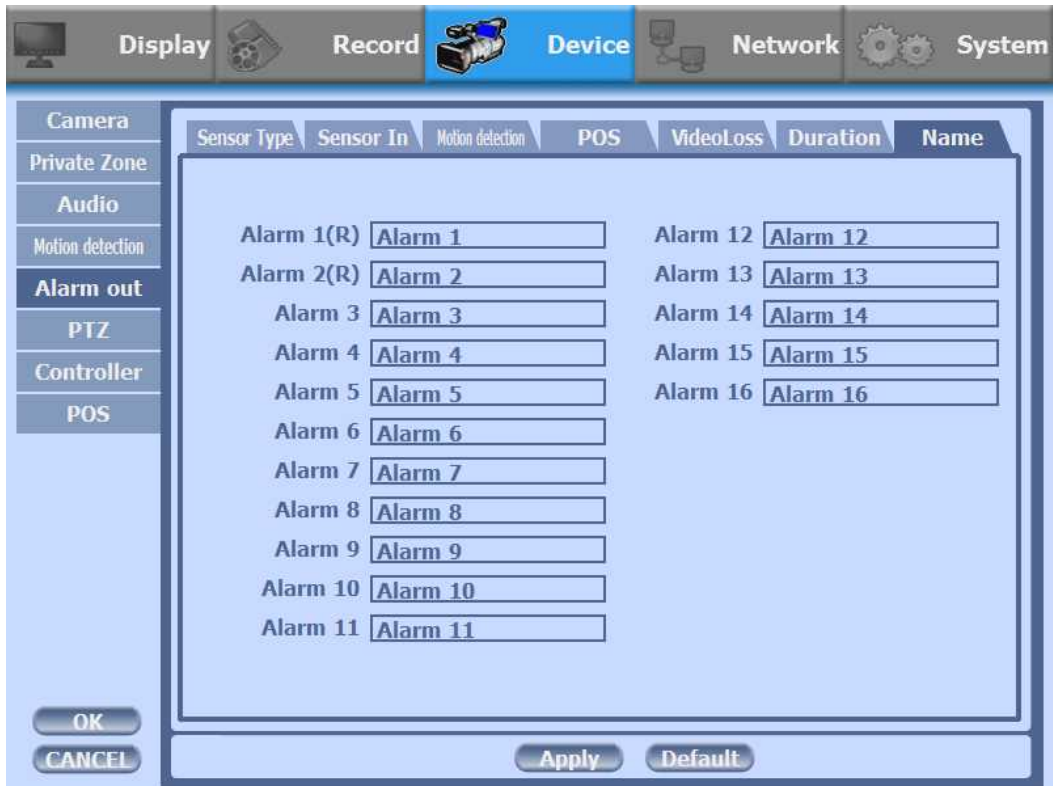 Display Record Device Network System
Camera
Private Zone
Audio
Motion detection
Alarm out
PTZ
Controller
POS
OK
CANCEL
Sensor Type Sensor In Motion detection POS VideoLoss Duration Name
Alarm 1(R) Alarm 1
Alarm 2(R) Alarm 2
Alarm 3 Alarm 3
Alarm 4 Alarm 4
Alarm 5 Alarm 5
Alarm 6 Alarm 6
Alarm 7 Alarm 7
Alarm 8 Alarm 8
Alarm 9 Alarm 9
Alarm 10 Alarm 10
Alarm 11 Alarm 11
Alarm 12 Alarm 12
Alarm 13 Alarm 13
Alarm 14 Alarm 14
Alarm 15 Alarm 15
Alarm 16 Alarm 16
Apply Default